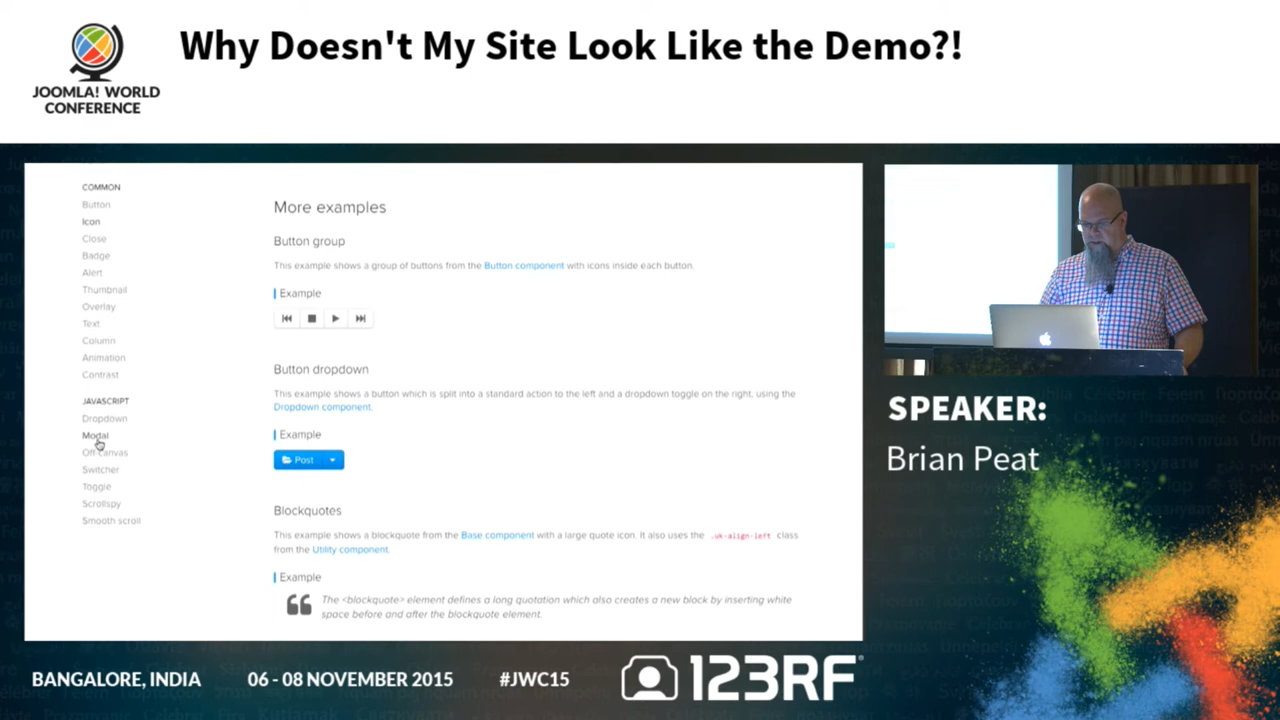 Why Doesn't My Site Look Like the Demo?!
JOOMLA! WORLD
CONFERENCE
COMMON
Button
Icon
Close
Badge
Alert
Thumbnail
Overlay
Text
Column
Animation
Contrast
JAVASCRIPT
Dropdown
Modal
Off-canvas
Switcher
Toggle
Scrollspy
Smooth scroll
More examples
Button group
This example shows a group of buttons from the Button component with icons inside each button.
Example
Button dropdown
This example shows a button which is split into a standard action to the left and a dropdown toggle on the right, using the
Dropdown component.
Example
Post
Blockquotes
This example shows a blockquote from the Base component with a large quote icon. It also uses the .uk-align-left class
from the Utility component.
Example
The <blockquote> element defines a long quotation which also creates a new block by inserting white
space before and after the blockquote element.
SPEAKER:
Brian Peat
BANGALORE, INDIA
06 - 08 NOVEMBER 2015
#JWC15
123RF